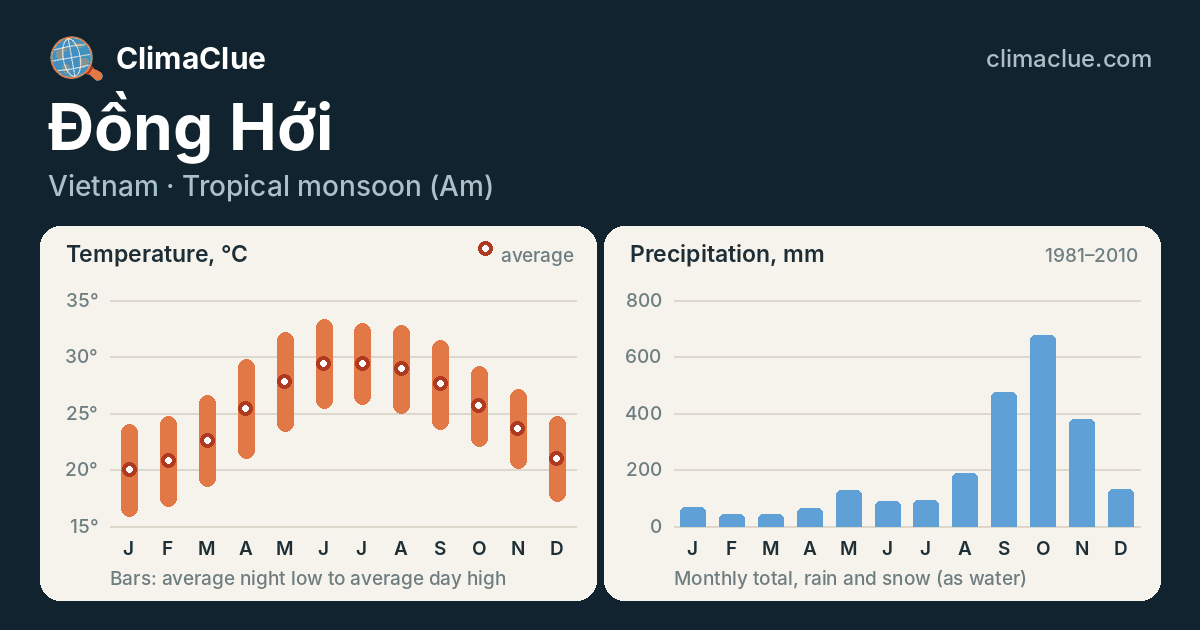 ClimaClue
climaclue.com
Đồng Hới
Vietnam · Tropical monsoon (Am)
Temperature, °C
average
35°
30°
25°
20°
15°
J F M A M J J A S O N D
Bars: average night low to average day high
Precipitation, mm
1981–2010
800
600
400
200
0
J F M A M J J A S O N D
Monthly total, rain and snow (as water)